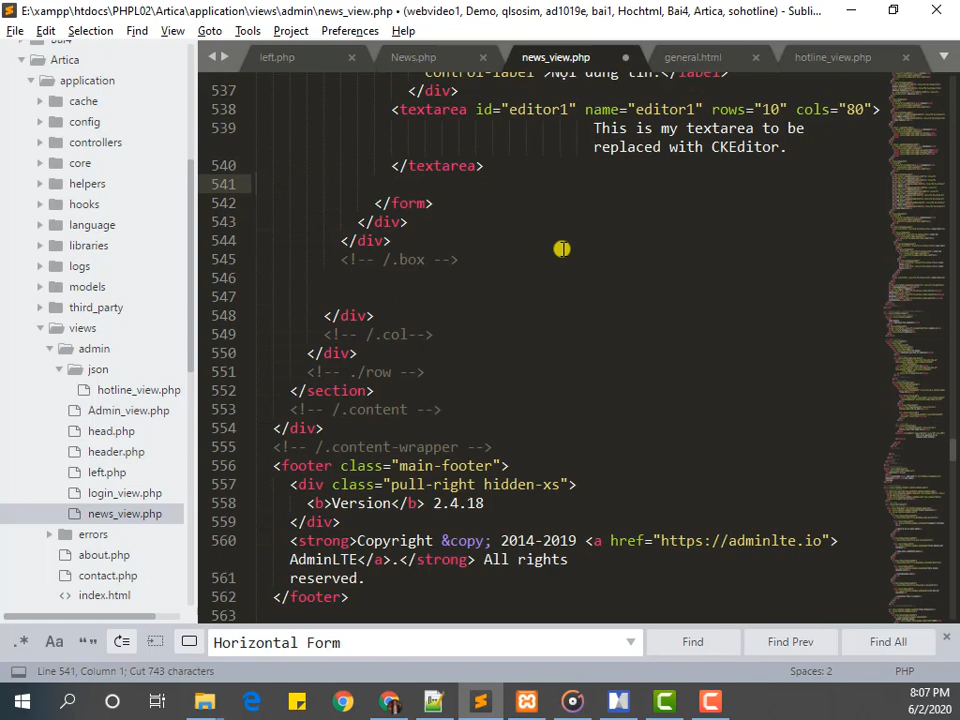 E:\xampp\htdocs\PHPL02\Artica\application\views\admin\news_view.php • (webvideo1, Demo, qlsosim, ad1019e, bai1, Hochtml, Bai4, Artica, sohotline) - Subli...
File Edit Selection Find View Goto Tools Project Preferences Help
left.php News.php news_view.php general.html hotline_view.php
Artica
application
cache
config
controllers
core
helpers
hooks
language
libraries
logs
models
third_party
views
admin
json
hotline_view.php
Admin_view.php
head.php
header.php
left.php
login_view.php
news_view.php
errors
about.php
contact.php
index.html
control-label">Nội dung tin:</label>
537 </div>
538 <textarea id="editor1" name="editor1" rows="10" cols="80">
539 This is my textarea to be
replaced with CKEditor.
540 </textarea>
541
542 </form>
543 </div>
544 </div>
545 <!-- /.box -->
546
547
548 </div>
549 <!-- /.col-->
550 </div>
551 <!-- ./row -->
552 </section>
553 <!-- /.content -->
554 </div>
555 <!-- /.content-wrapper -->
556 <footer class="main-footer">
557 <div class="pull-right hidden-xs">
558 <b>Version</b> 2.4.18
559 </div>
560 <strong>Copyright &copy; 2014-2019 <a href="https://adminlte.io">
AdminLTE</a>.</strong> All rights
561 reserved.
562 </footer>
563
.* Aa “” Horizontal Form Find Find Prev Find All
Line 541, Column 1; Cut 743 characters Spaces: 2 PHP
8:07 PM
6/2/2020